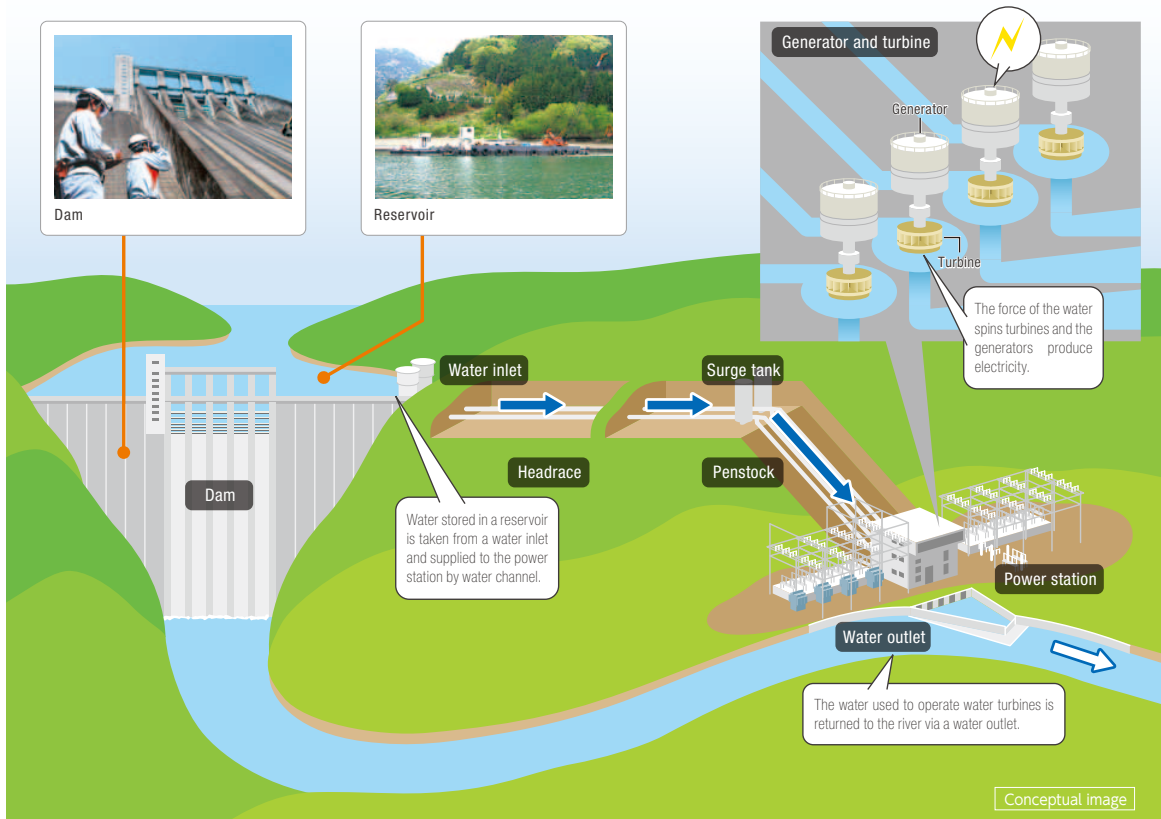 Dam
Reservoir
Generator and turbine
Generator
Turbine
The force of the water
spins turbines and the
generators produce
electricity.
Water inlet
Surge tank
Headrace
Penstock
Dam
Water stored in a reservoir
is taken from a water inlet
and supplied to the power
station by water channel.
Power station
Water outlet
The water used to operate water turbines is
returned to the river via a water outlet.
Conceptual image